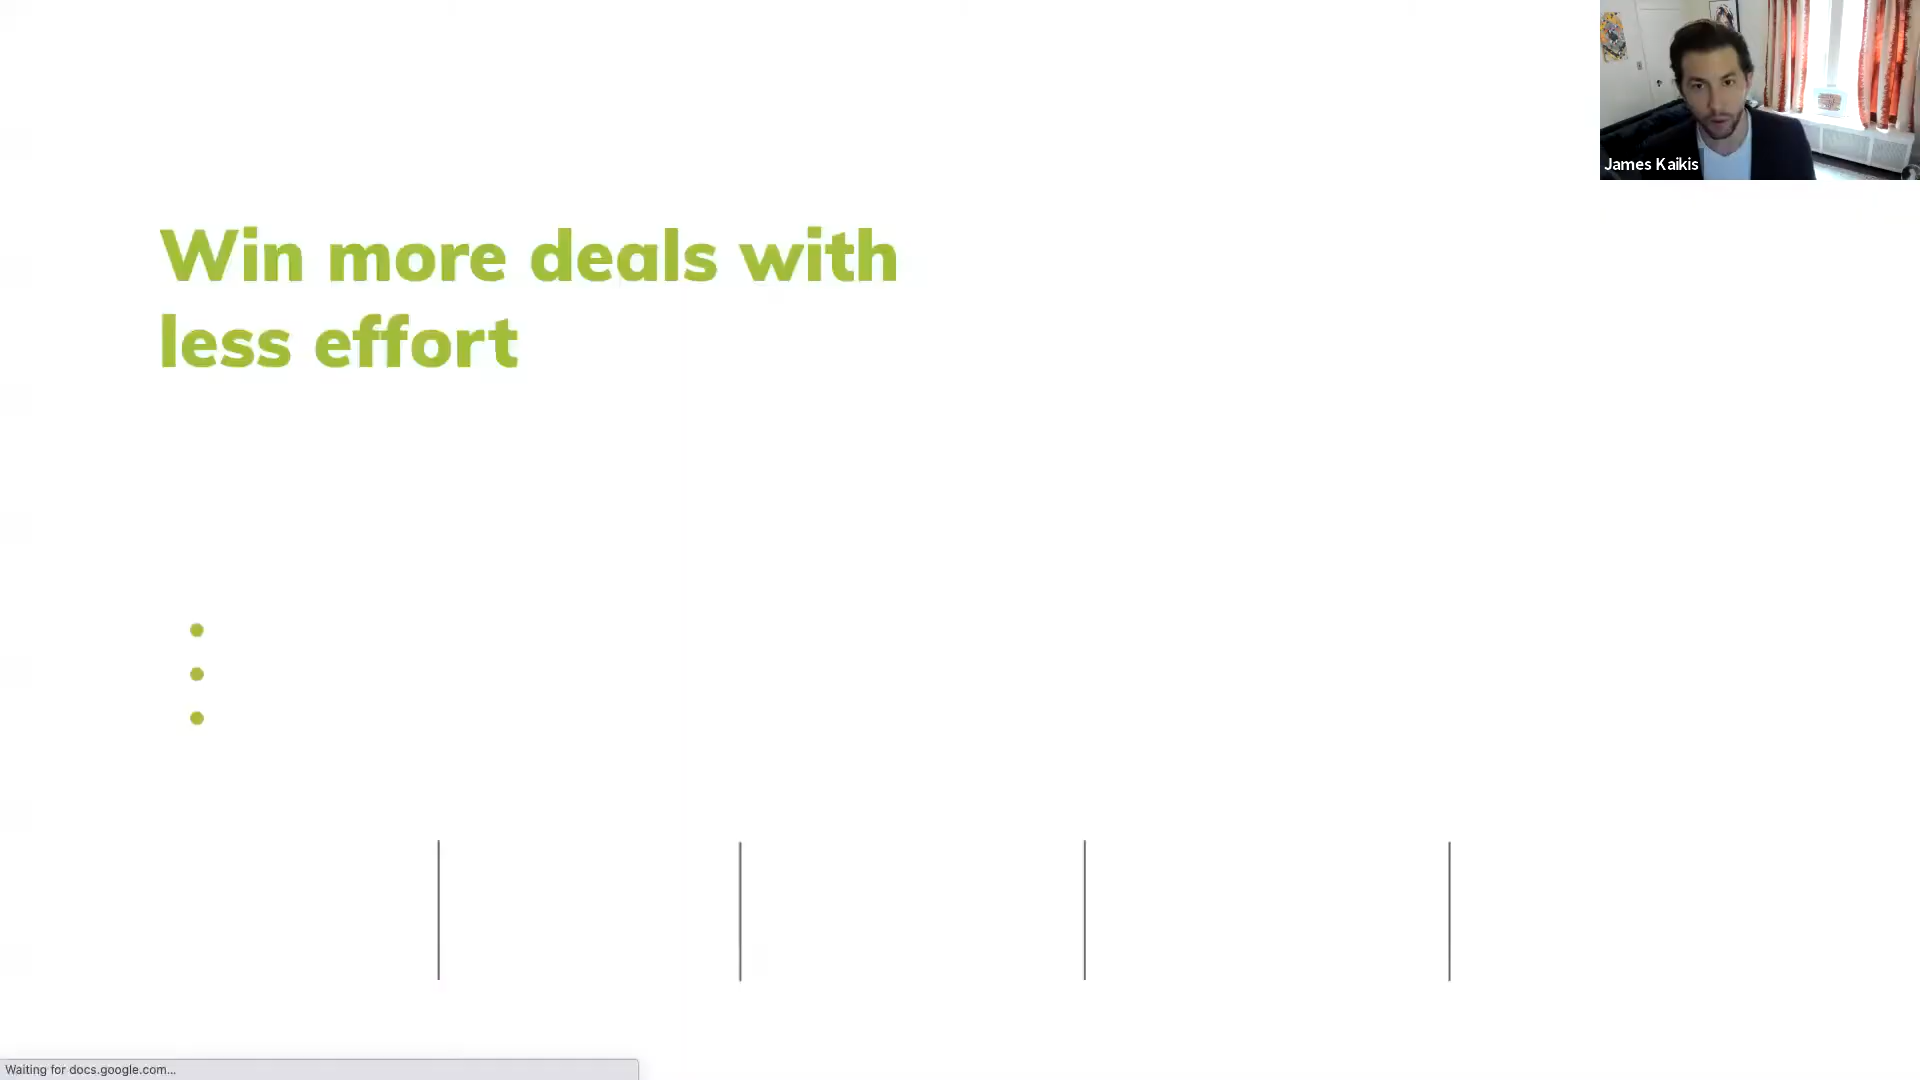 James Kaikis
Win more deals with
less effort
Waiting for docs.google.com...